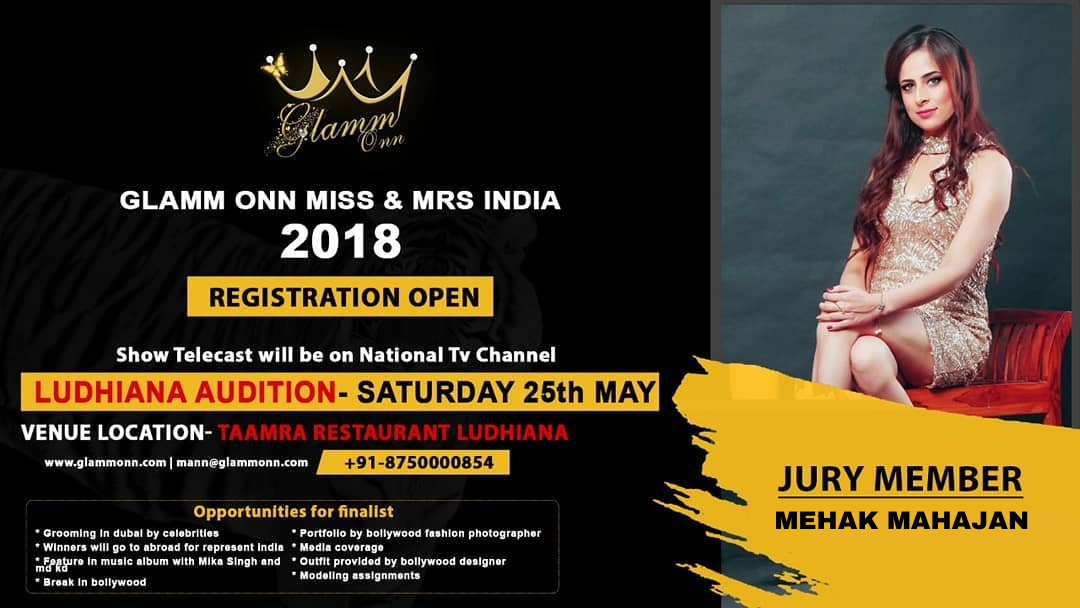 Glamm
Onn
GLAMM ONN MISS & MRS INDIA
2018
REGISTRATION OPEN
Show Telecast will be on National Tv Channel
LUDHIANA AUDITION- SATURDAY 25th MAY
VENUE LOCATION- TAAMRA RESTAURANT LUDHIANA
www.glammonn.com | mann@glammonn.com +91-8750000854
Opportunities for finalist
* Grooming in dubai by celebrities
* Winners will go to abroad for represent India
* Feature in music album with Mika Singh and
md kd
* Break in bollywood
* Portfolio by bollywood fashion photographer
* Media coverage
* Outfit provided by bollywood designer
* Modeling assignments
JURY MEMBER
MEHAK MAHAJAN